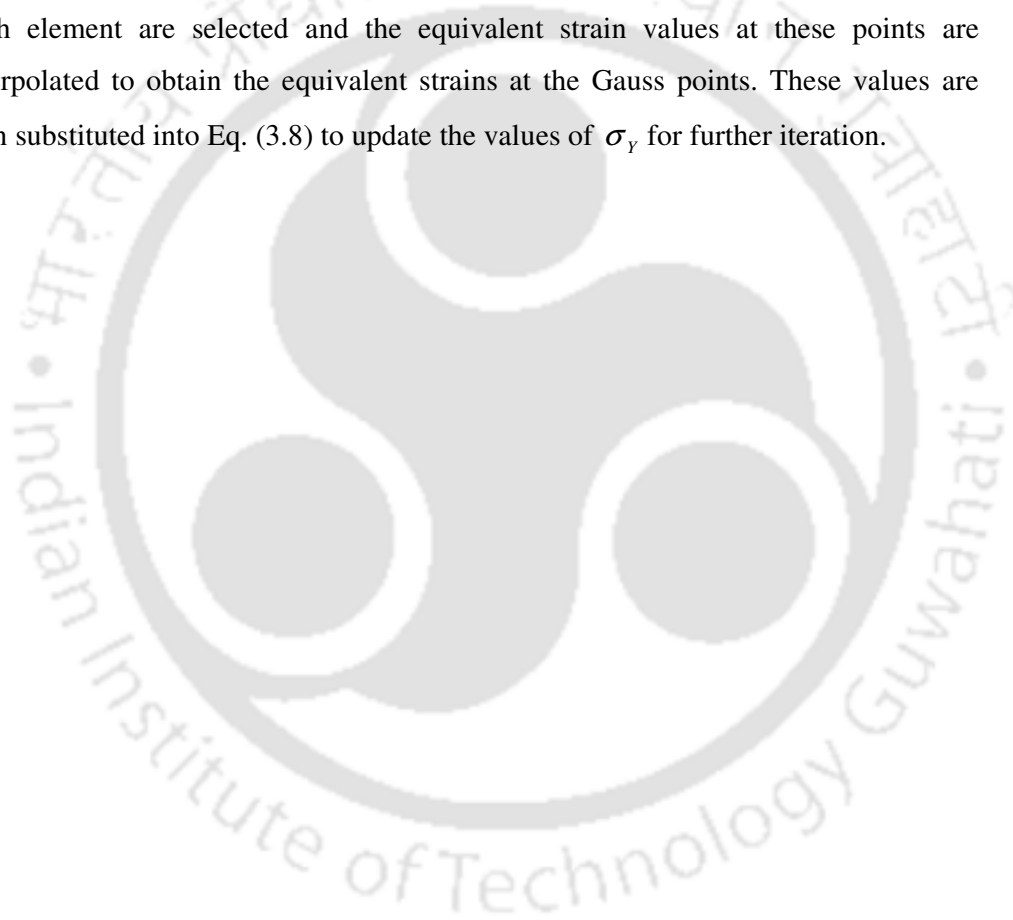 h element are selected and the equivalent strain values at these points are
rpolated to obtain the equivalent strains at the Gauss points. These values are
n substituted into Eq. (3.8) to update the values of σ_Y for further iteration.
• Indian Institute of Technology Guwahati •